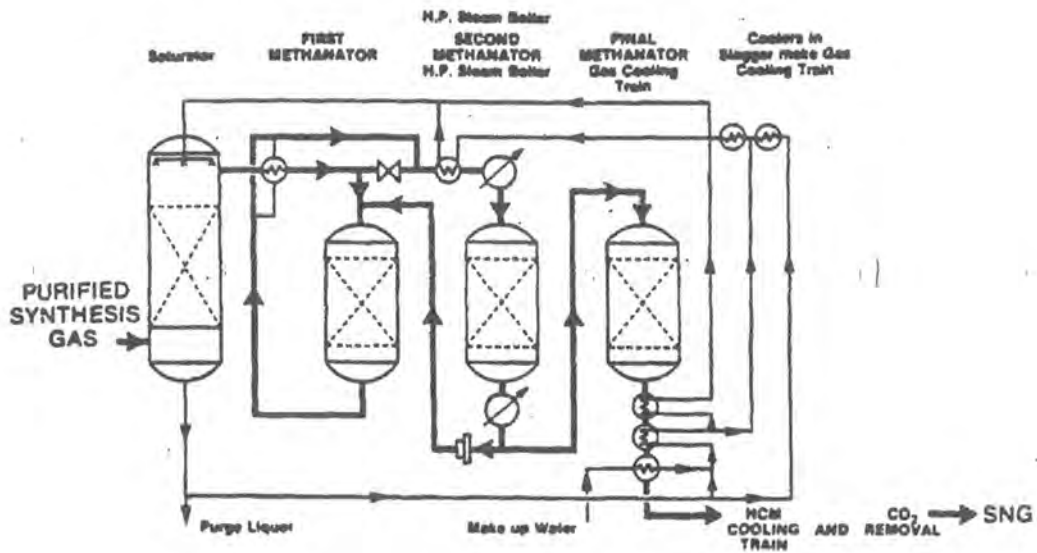 H.P. Steam Boiler
FIRST
METHANATOR
SECOND
METHANATOR
H.P. Steam Boiler
FINAL
METHANATOR
Gas Cooling
Train
Coolers in
Slagger make Gas
Cooling Train
Saturator
PURIFIED
SYNTHESIS
GAS
Purge Liquor
Make up Water
HCM
COOLING AND
TRAIN
CO2
REMOVAL
SNG